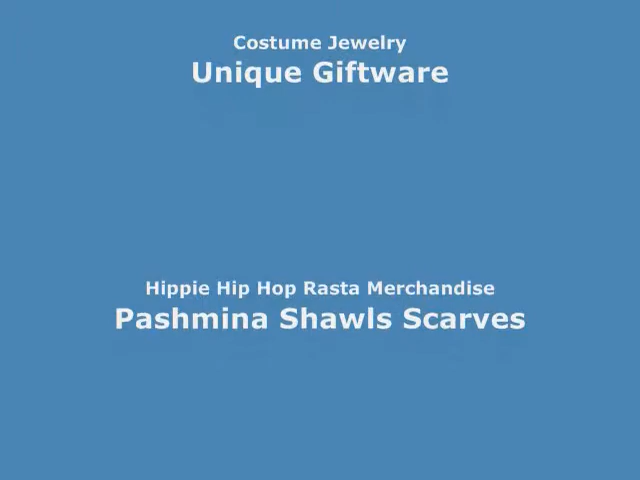 Costume Jewelry
Unique Giftware
Hippie Hip Hop Rasta Merchandise
Pashmina Shawls Scarves